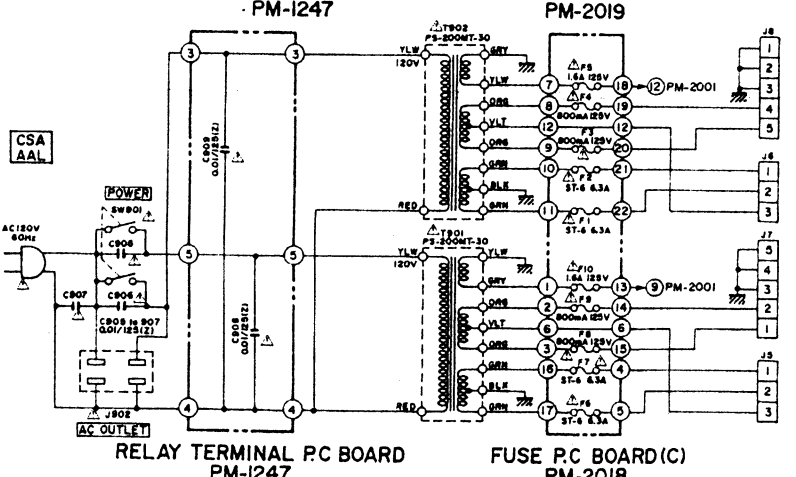 PM-1247
PM-2019
T902
PS-200MT-30
J8
YLW
120V
GRY
YLW
ORG
VLT
ORG
GRN
BLK
GRN
RED
3
3
7
8
12
9
10
11
F5
1.6A 125V
F4
800mA 125V
F3
800mA 125V
F2
ST-6 6.3A
F1
ST-6 6.3A
18
19
12
20
21
22
12 PM-2001
1
2
3
4
5
J6
1
2
3
CSA
AAL
C909
0.01/125(Z)
POWER
SW901
AC120V
60Hz
C907
C906
C905 to 907
0.01/125(Z)
5
5
C908
0.01/125(Z)
T901
PS-200MT-30
YLW
120V
YLW
GRY
ORG
VLT
ORG
GRN
BLK
GRN
RED
1
2
6
3
16
17
F10
1.6A 125V
F9
800mA 125V
F8
800mA 125V
F7
ST-6 6.3A
F6
ST-6 6.3A
13
14
6
15
4
5
9 PM-2001
J7
5
4
3
2
1
J5
1
2
3
4
4
J902
AC OUTLET
RELAY TERMINAL P.C BOARD
PM-1247
FUSE P.C BOARD(C)
PM-2018